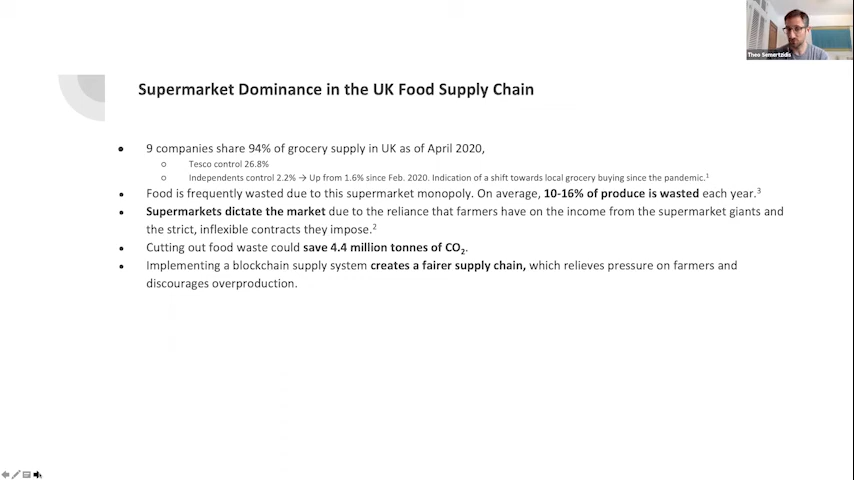 Theo Semertzidis
Supermarket Dominance in the UK Food Supply Chain
● 9 companies share 94% of grocery supply in UK as of April 2020,
○ Tesco control 26.8%
○ Independents control 2.2% → Up from 1.6% since Feb. 2020. Indication of a shift towards local grocery buying since the pandemic.¹
● Food is frequently wasted due to this supermarket monopoly. On average, 10-16% of produce is wasted each year.³
● Supermarkets dictate the market due to the reliance that farmers have on the income from the supermarket giants and
the strict, inflexible contracts they impose.²
● Cutting out food waste could save 4.4 million tonnes of CO₂.
● Implementing a blockchain supply system creates a fairer supply chain, which relieves pressure on farmers and
discourages overproduction.